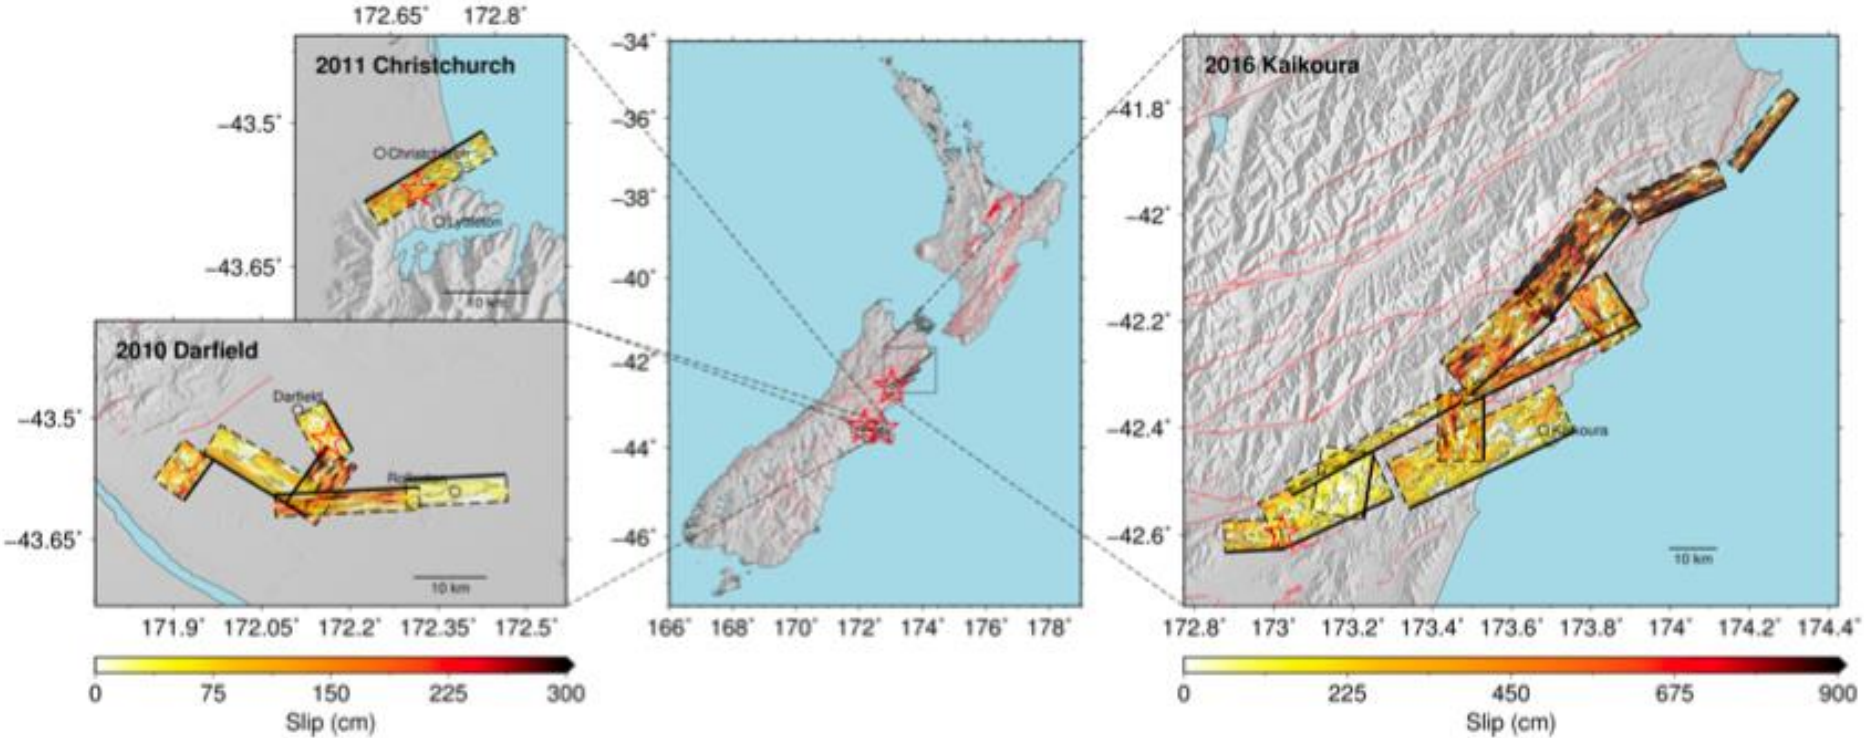 172.65° 172.8°
2011 Christchurch
−43.5°
Christchurch
Lyttleton
−43.65°
10 km
2010 Darfield
Darfield
−43.5°
−43.65°
10 km
171.9° 172.05° 172.2° 172.35° 172.5°
0 75 150 225 300
Slip (cm)
−34°
−36°
−38°
−40°
−42°
−44°
−46°
166° 168° 170° 172° 174° 176° 178°
2016 Kaikoura
−41.8°
−42°
−42.2°
−42.4°
−42.6°
Kaikoura
10 km
172.8° 173° 173.2° 173.4° 173.6° 173.8° 174° 174.2° 174.4°
0 225 450 675 900
Slip (cm)